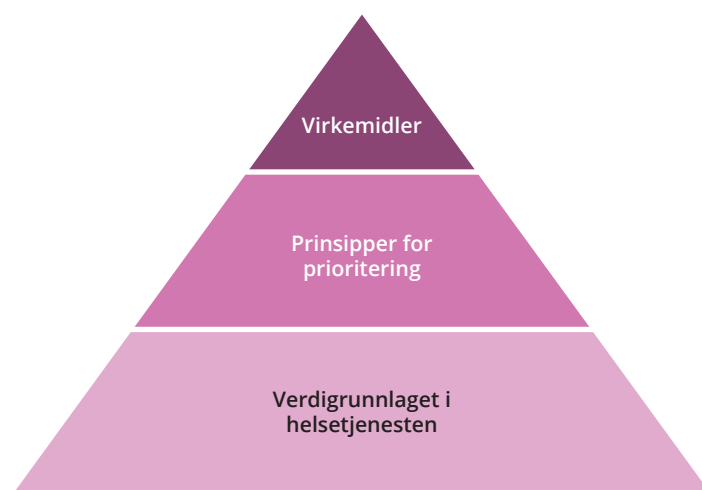 Virkemidler
Prinsipper for
prioritering
Verdigrunnlaget i
helsetjenesten